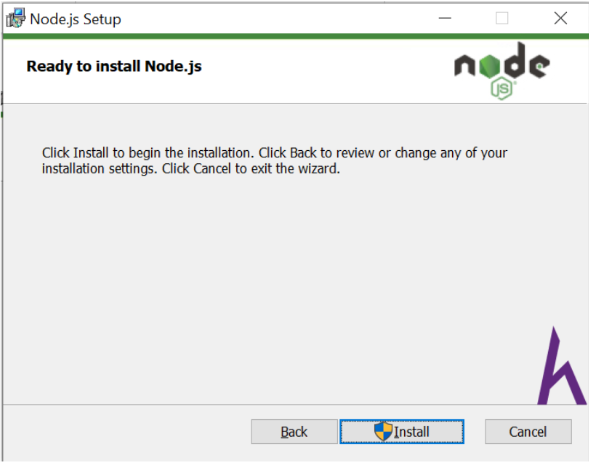 Node.js Setup
Ready to install Node.js
node
JS
Click Install to begin the installation. Click Back to review or change any of your
installation settings. Click Cancel to exit the wizard.
Back
Install
Cancel